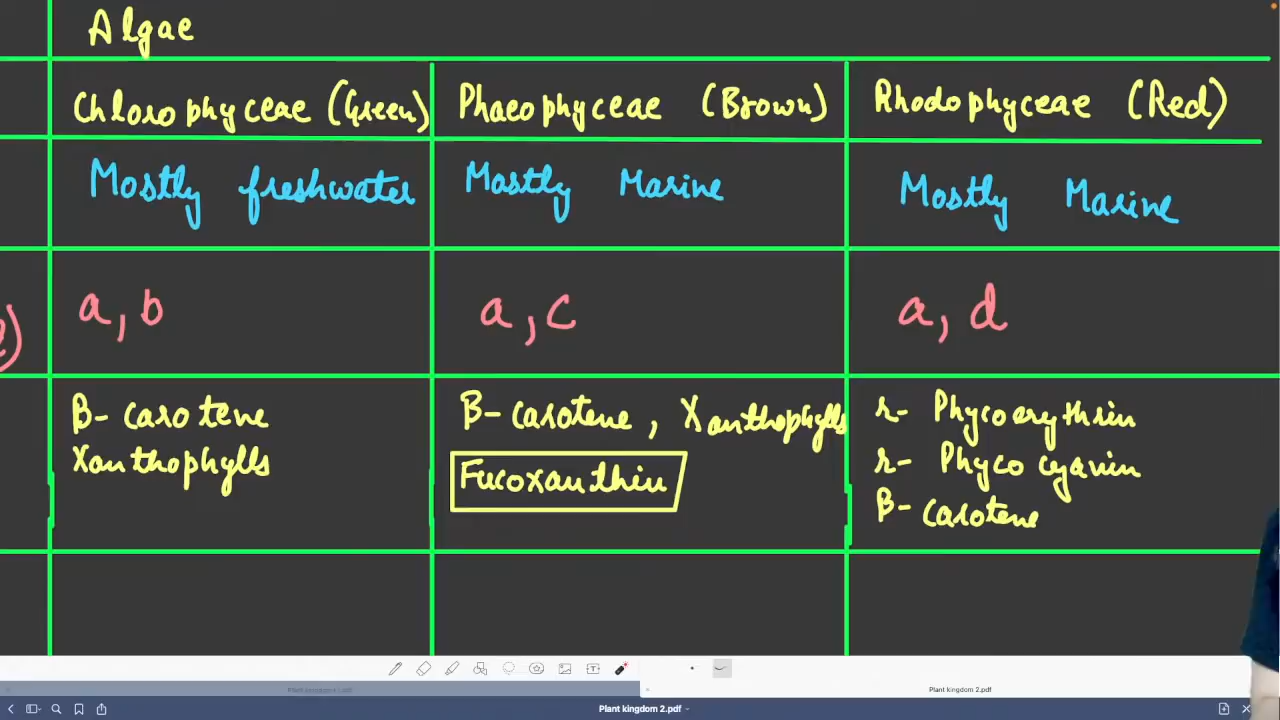 Algae
Chlorophyceae (Green) Phaeophyceae (Brown) Rhodophyceae (Red)
Mostly freshwater Mostly Marine Mostly Marine
a, b a, c a, d
B- carotene B- carotene, Xanthophylls r- Phycoerythrin
Xanthophylls Fucoxanthin r- Phycocyanin
B- carotene
Plant kingdom 2.pdf
Plant kingdom 2.pdf